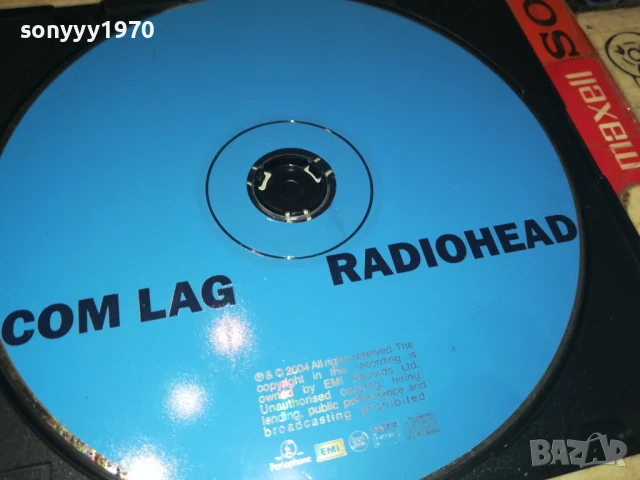 sonyyy1970
SO
maxell
COM LAG
RADIOHEAD
℗ & © 2004 All rights reserved The
copyright in this recording is
owned by EMI Records Ltd.
Unauthorised copying, hiring,
lending, public performance and
broadcasting prohibited
Parlophone
EMI
BAZAR